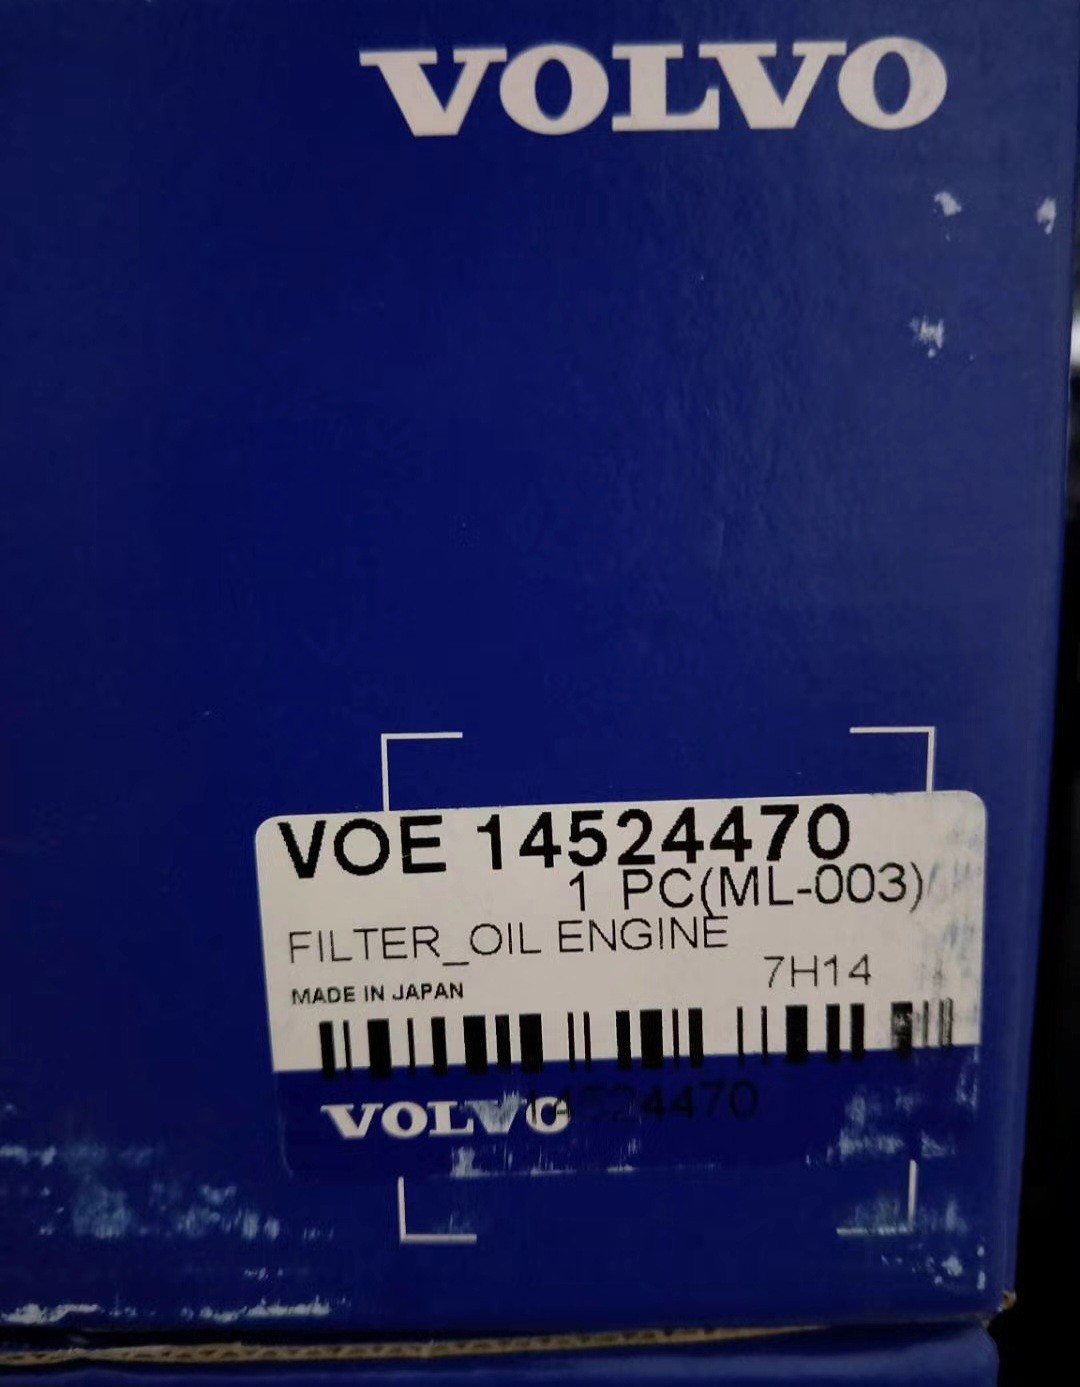 VOLVO
VOE 14524470
1 PC(ML-003)
FILTER_OIL ENGINE
7H14
MADE IN JAPAN
14524470
VOLVO